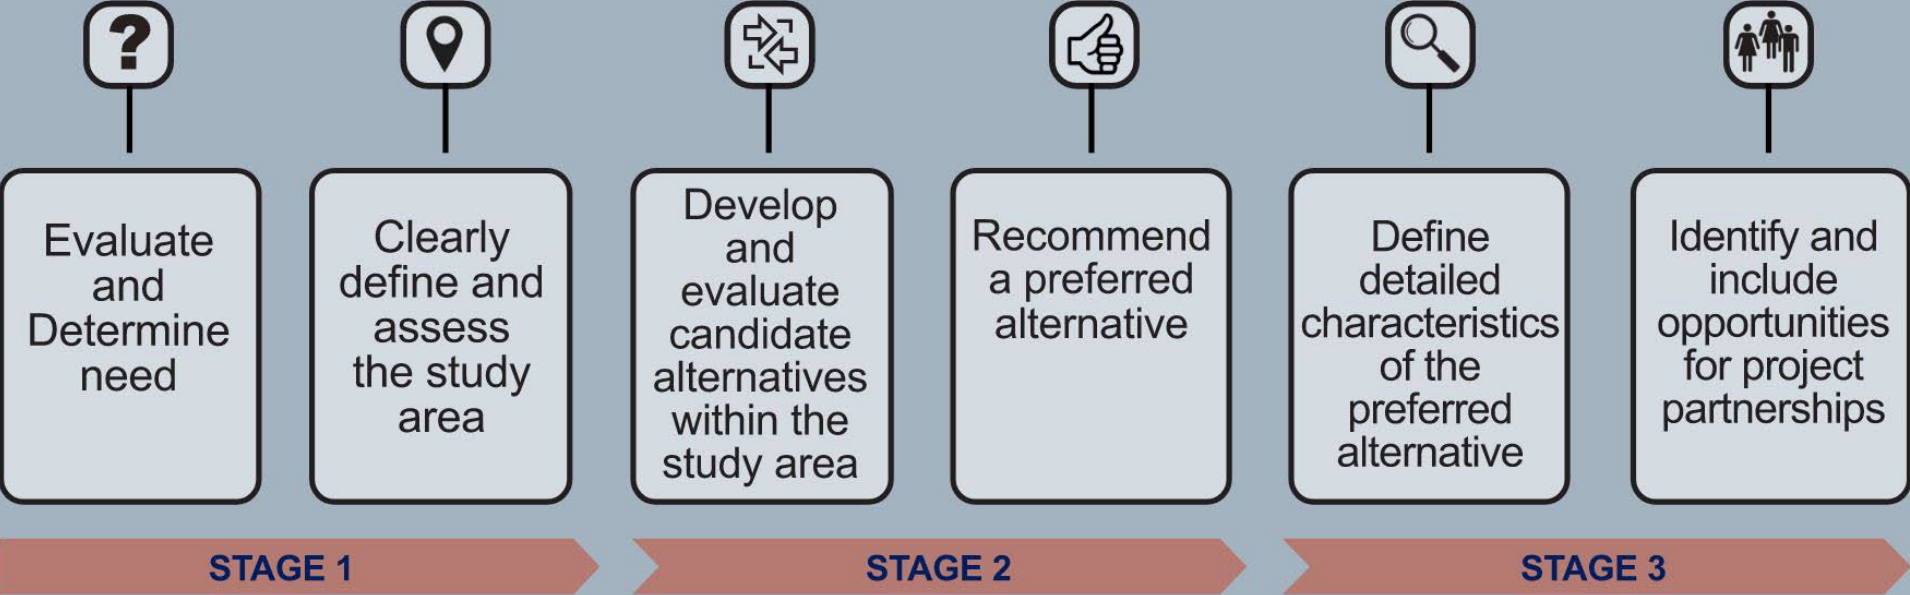 Evaluate
and
Determine
need
Clearly
define and
assess
the study
area
Develop
and
evaluate
candidate
alternatives
within the
study area
Recommend
a preferred
alternative
Define
detailed
characteristics
of the
preferred
alternative
Identify and
include
opportunities
for project
partnerships
STAGE 1
STAGE 2
STAGE 3